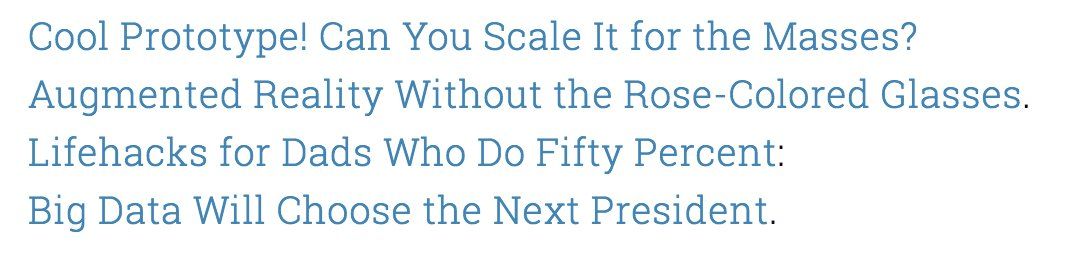 Cool Prototype! Can You Scale It for the Masses?
Augmented Reality Without the Rose-Colored Glasses.
Lifehacks for Dads Who Do Fifty Percent:
Big Data Will Choose the Next President.